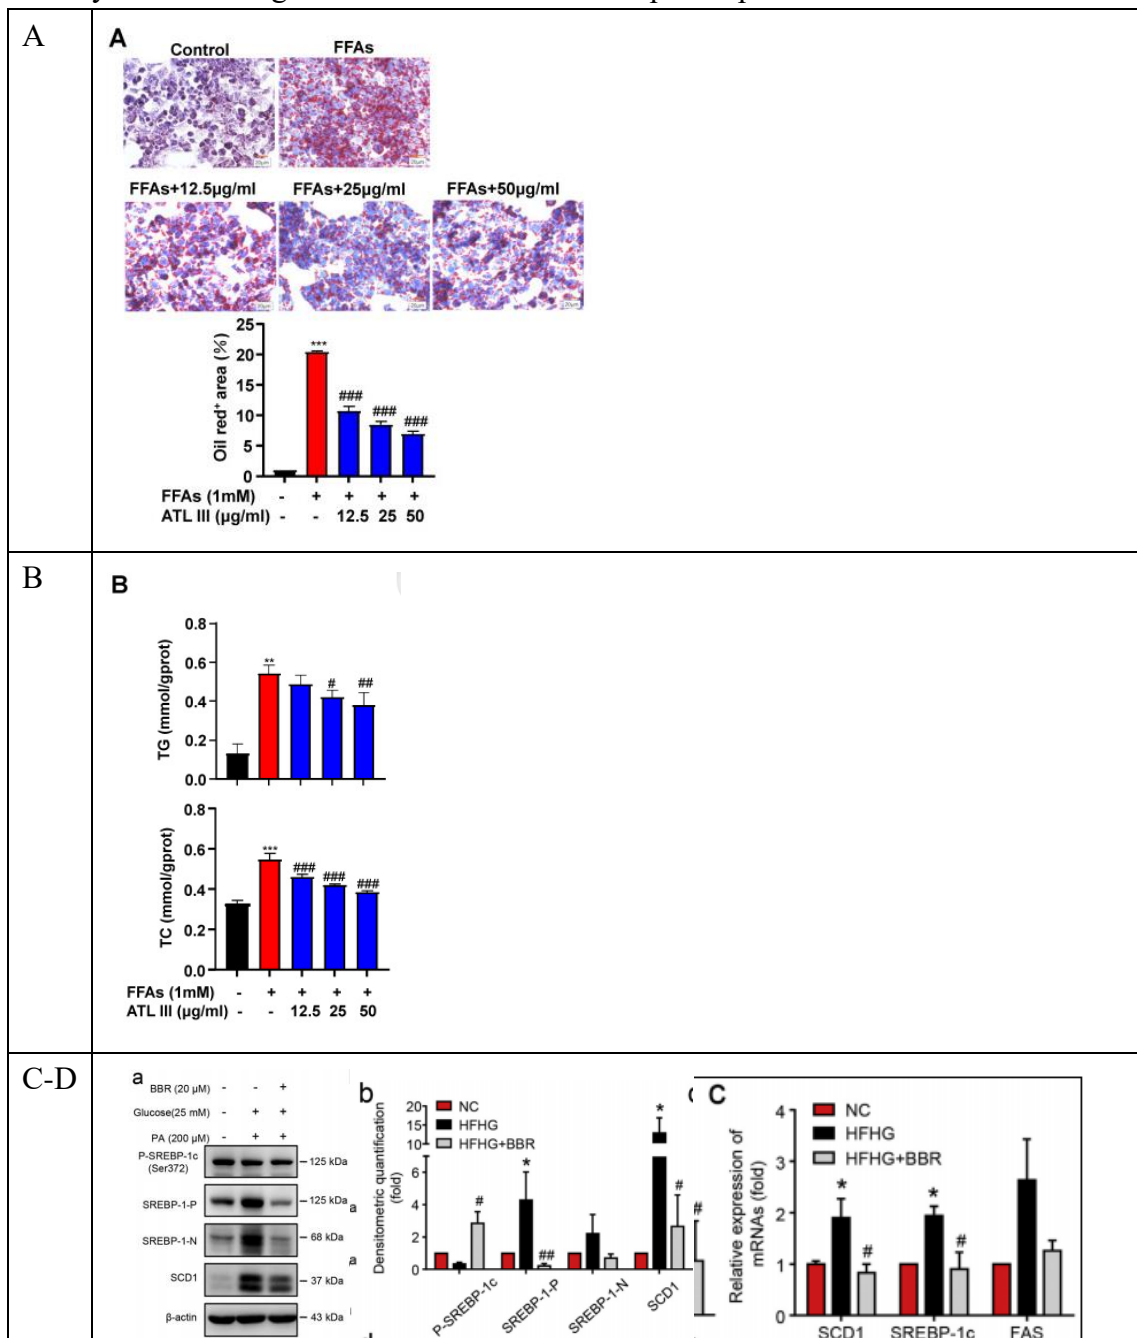 A
A
Control FFAs
20µm 20µm
FFAs+12.5µg/ml FFAs+25µg/ml FFAs+50µg/ml
20µm 20µm 20µm
Oil red+ area (%)
25
20
15
10
5
0
***
###
###
###
FFAs (1mM) - + + + +
ATL III (µg/ml) - - 12.5 25 50
B
B
TG (mmol/gprot)
0.8
0.6
0.4
0.2
0.0
**
#
##
TC (mmol/gprot)
0.8
0.6
0.4
0.2
0.0
***
###
###
###
FFAs (1mM) - + + + +
ATL III (µg/ml) - - 12.5 25 50
C-D
a
BBR (20 µM) - - +
Glucose(25 mM) - + +
PA (200 µM) - + +
P-SREBP-1c
(Ser372)
125 kDa
SREBP-1-P 125 kDa
SREBP-1-N 68 kDa
SCD1 37 kDa
β-actin 43 kDa
a
a
b
Densitometric quantification
(fold)
20
15
10
6
4
2
0
NC
HFHG
HFHG+BBR
#
*
##
*
#
P-SREBP-1c SREBP-1-P SREBP-1-N SCD1
#
C
Relative expression of
mRNAs (fold)
4
3
2
1
0
NC
HFHG
HFHG+BBR
*
#
*
#
SCD1 SREBP-1c FAS